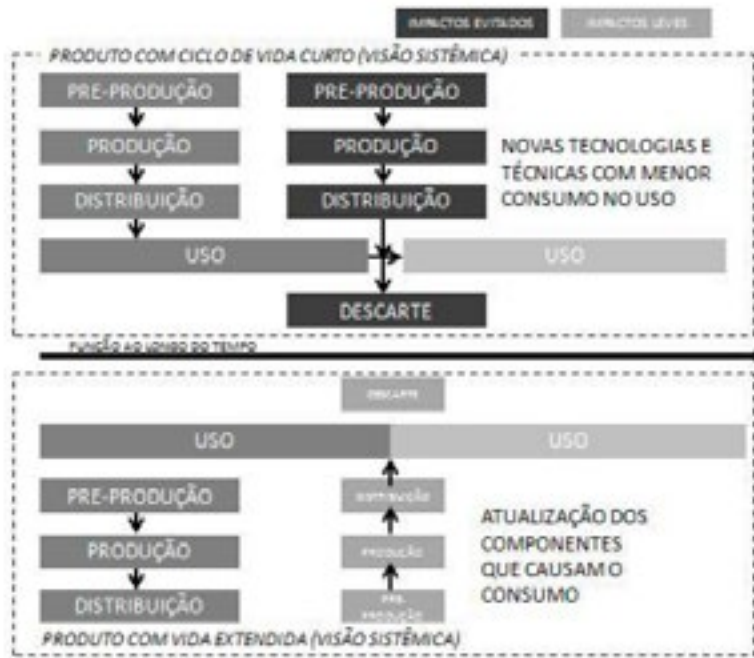 IMPACTOS EVITADOS
IMPACTOS LEVES
PRODUTO COM CICLO DE VIDA CURTO (VISÃO SISTÊMICA)
PRE-PRODUÇÃO
PRE-PRODUÇÃO
PRODUÇÃO
PRODUÇÃO
DISTRIBUIÇÃO
DISTRIBUIÇÃO
NOVAS TECNOLOGIAS E
TÉCNICAS COM MENOR
CONSUMO NO USO
USO
USO
DESCARTE
FUNÇÃO AO LONGO DO TEMPO
DESCARTE
USO
USO
PRE-PRODUÇÃO
PRODUÇÃO
DISTRIBUIÇÃO
DISTRIBUIÇÃO
PRODUÇÃO
PRE-
PRODUÇÃO
ATUALIZAÇÃO DOS
COMPONENTES
QUE CAUSAM O
CONSUMO
PRODUTO COM VIDA EXTENDIDA (VISÃO SISTÊMICA)